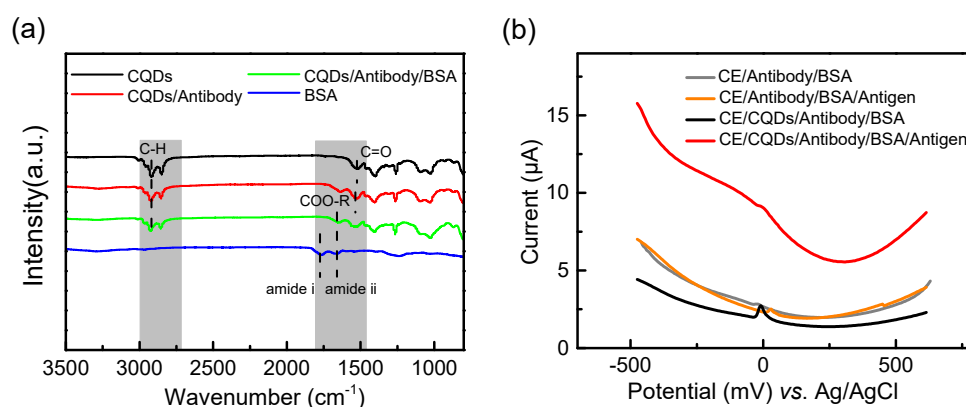 (a)
CQDs
CQDs/Antibody/BSA
CQDs/Antibody
BSA
C-H
C=O
COO-R
amide i
amide ii
Intensity(a.u.)
3500 3000 2500 2000 1500 1000
Wavenumber (cm⁻¹)
(b)
CE/Antibody/BSA
CE/Antibody/BSA/Antigen
CE/CQDs/Antibody/BSA
CE/CQDs/Antibody/BSA/Antigen
15
10
5
0
Current (µA)
-500 0 500
Potential (mV) vs. Ag/AgCl